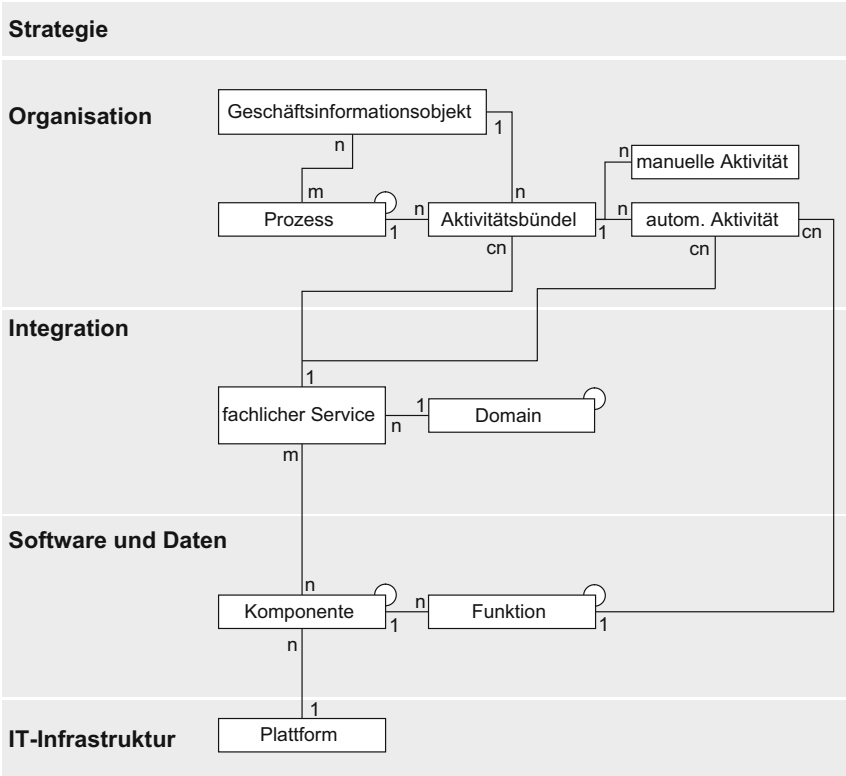 Strategie
Organisation
Geschäftsinformationsobjekt
1
n
n
manuelle Aktivität
m
n
Prozess
n
Aktivitätsbündel
n
autom. Aktivität
1
1
cn
cn
cn
Integration
1
fachlicher Service
1
Domain
n
m
Software und Daten
n
Komponente
n
Funktion
1
1
n
1
IT-Infrastruktur
Plattform